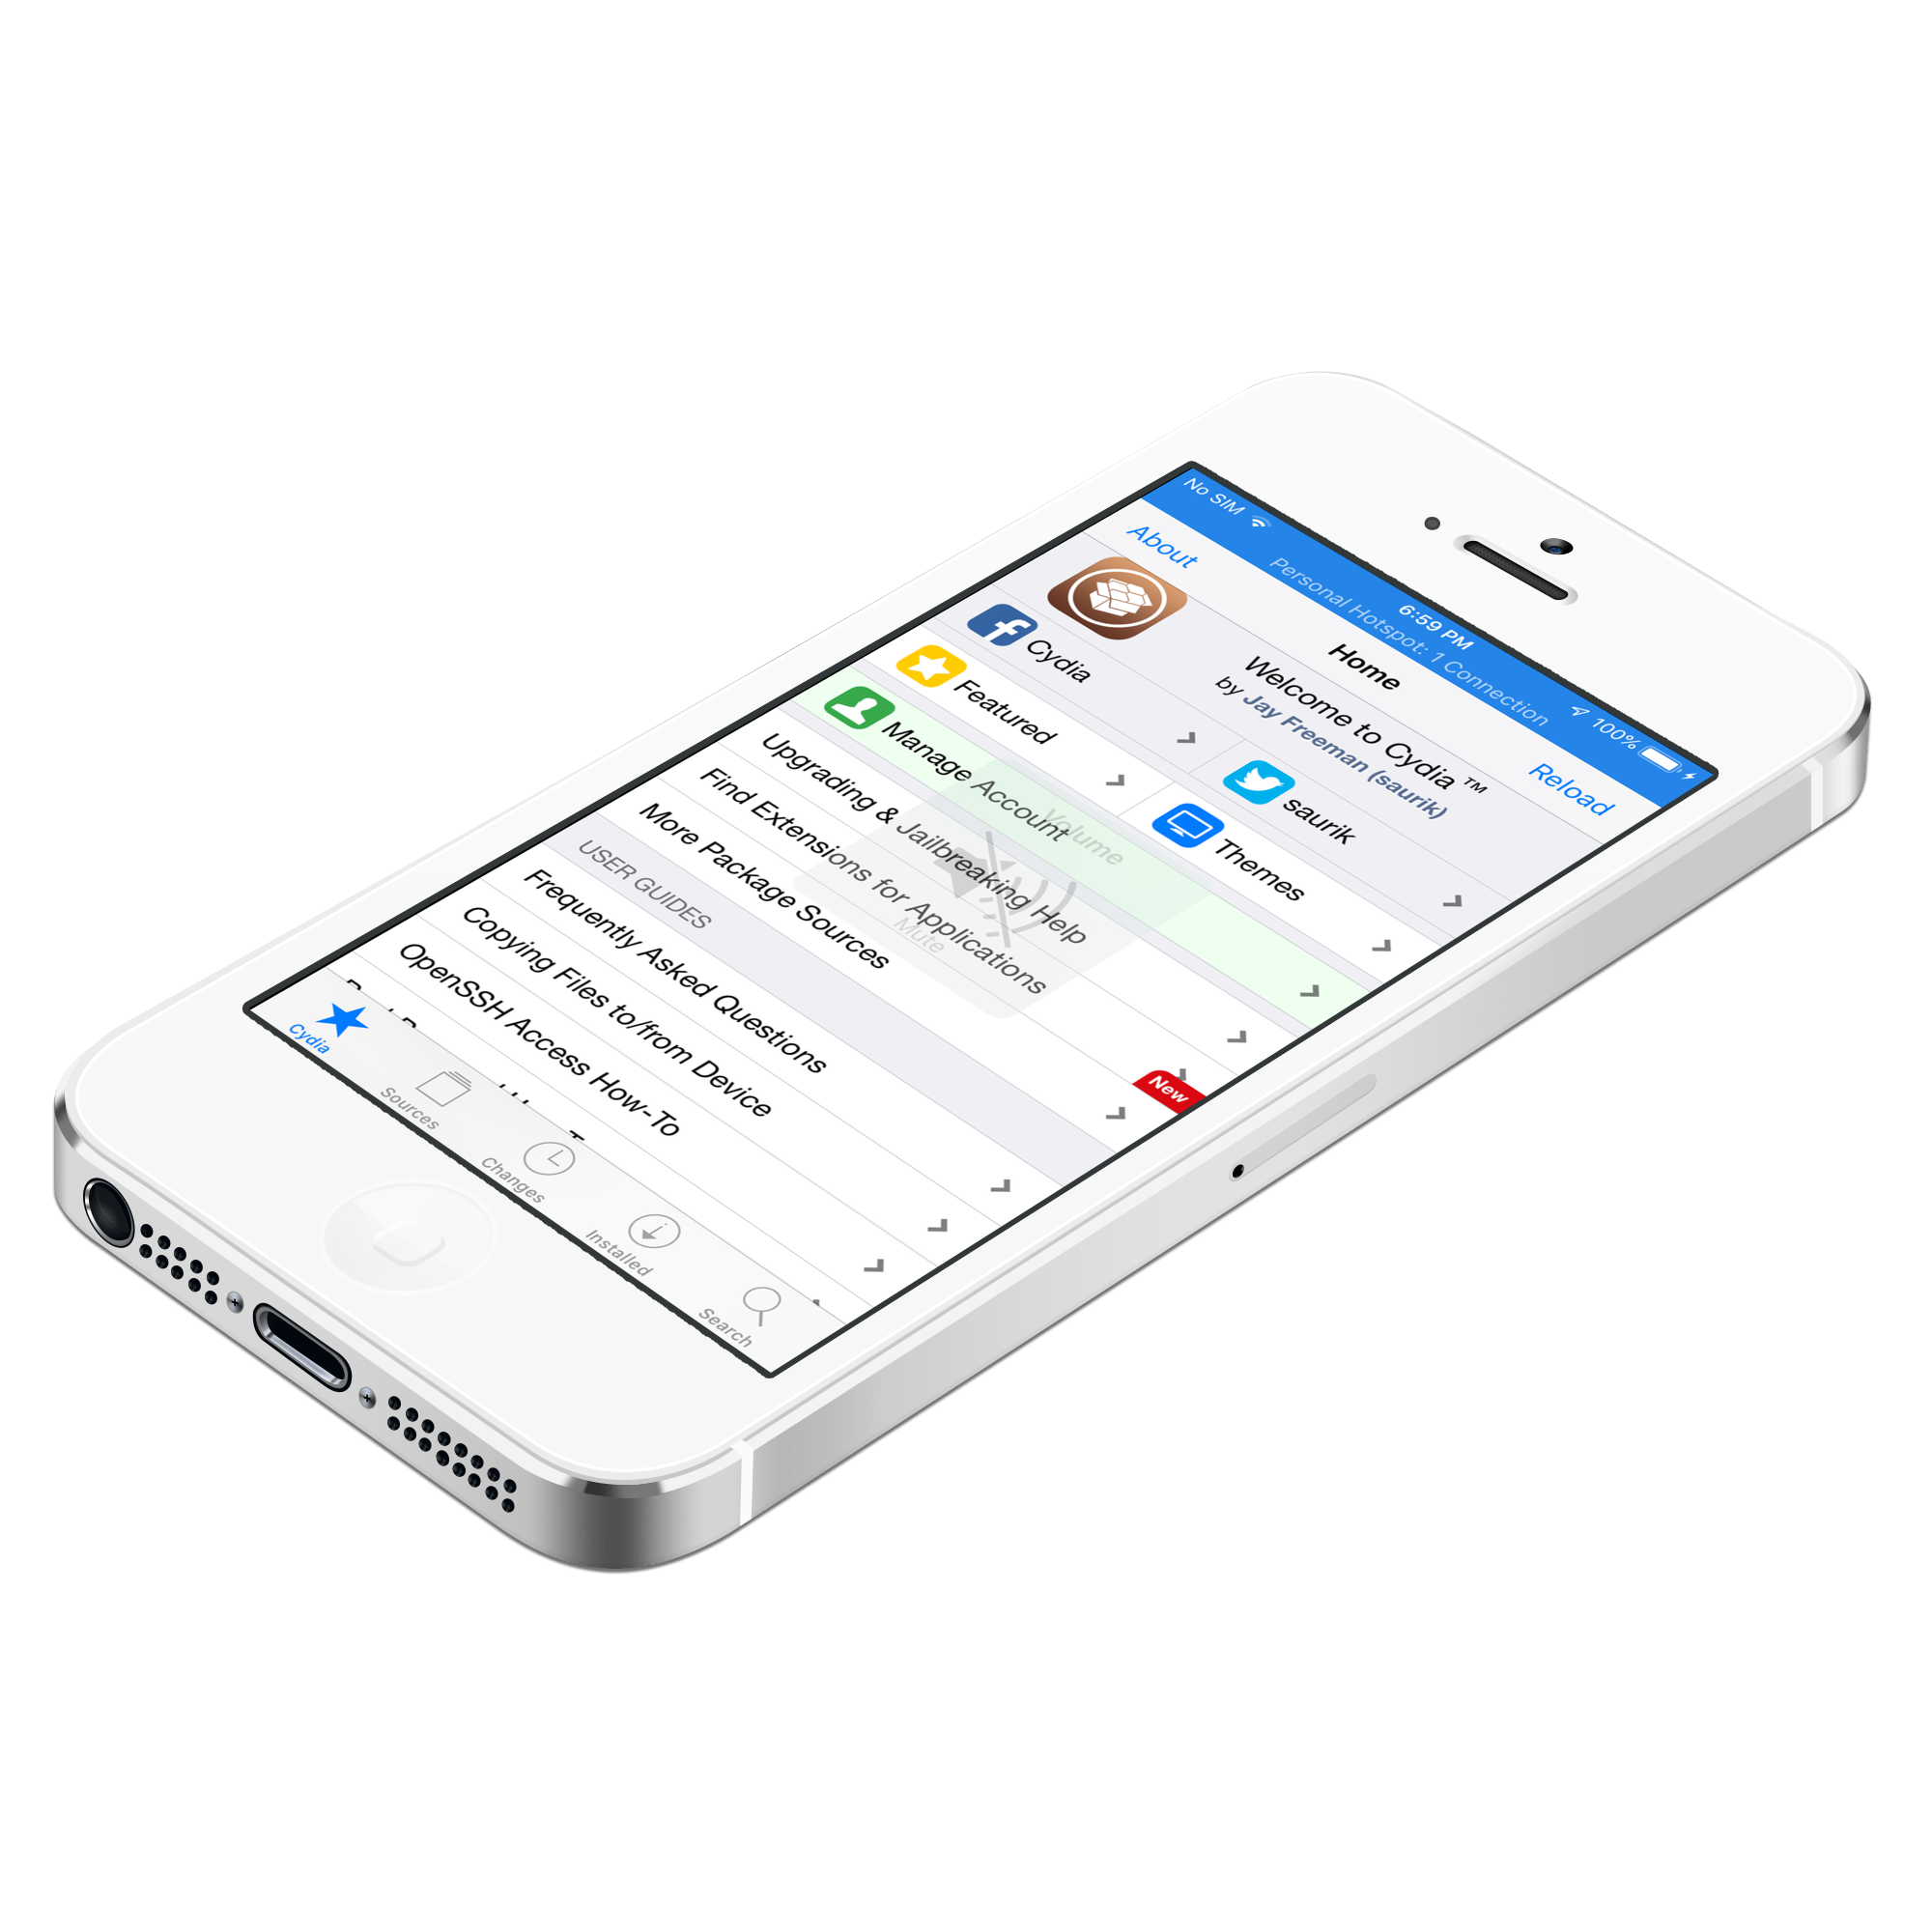 No SIM
6:59 PM
100%
Personal Hotspot: 1 Connection
About
Home
Reload
Welcome to Cydia ™
by Jay Freeman (saurik)
Cydia
saurik
Featured
Themes
Manage Account
Volume
Upgrading & Jailbreaking Help
Find Extensions for Applications
New
Mute
More Package Sources
USER GUIDES
Frequently Asked Questions
Copying Files to/from Device
OpenSSH Access How-To
Cydia
Sources
Changes
Installed
Search